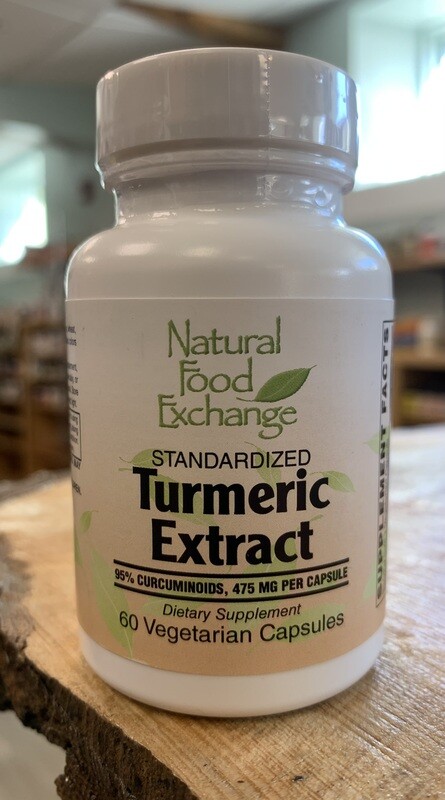 Natural
Food
Exchange
STANDARDIZED
Turmeric
Extract
95% CURCUMINOIDS, 475 MG PER CAPSULE
Dietary Supplement
60 Vegetarian Capsules
SUPPLEMENT FACTS